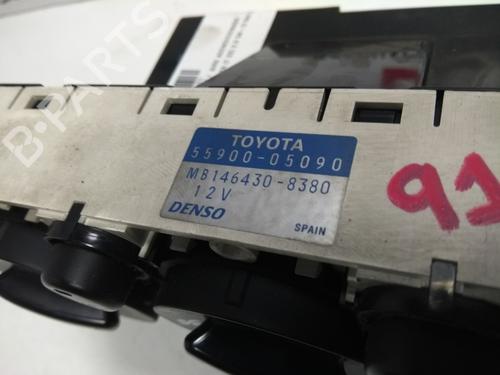 TOYOTA
55900-05090
MB146430-8380
12V
DENSO
SPAIN
91
B-PARTS